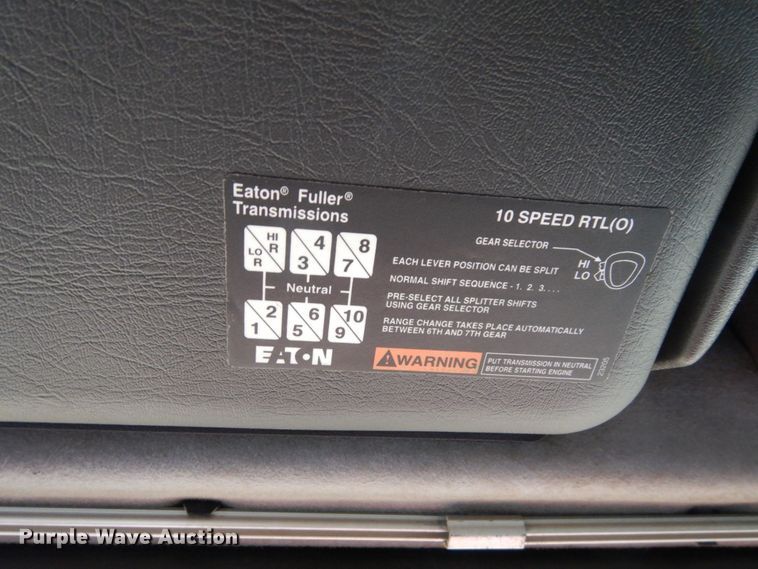 Eaton® Fuller®
Transmissions
10 SPEED RTL(O)
GEAR SELECTOR
HI
R
LO
R
4
3
8
7
EACH LEVER POSITION CAN BE SPLIT
HI
LO
Neutral
NORMAL SHIFT SEQUENCE - 1. 2. 3. . . .
PRE-SELECT ALL SPLITTER SHIFTS
USING GEAR SELECTOR
2
1
6
5
10
9
RANGE CHANGE TAKES PLACE AUTOMATICALLY
BETWEEN 6TH AND 7TH GEAR
EATON
WARNING
PUT TRANSMISSION IN NEUTRAL
BEFORE STARTING ENGINE
23205
Purple Wave Auction